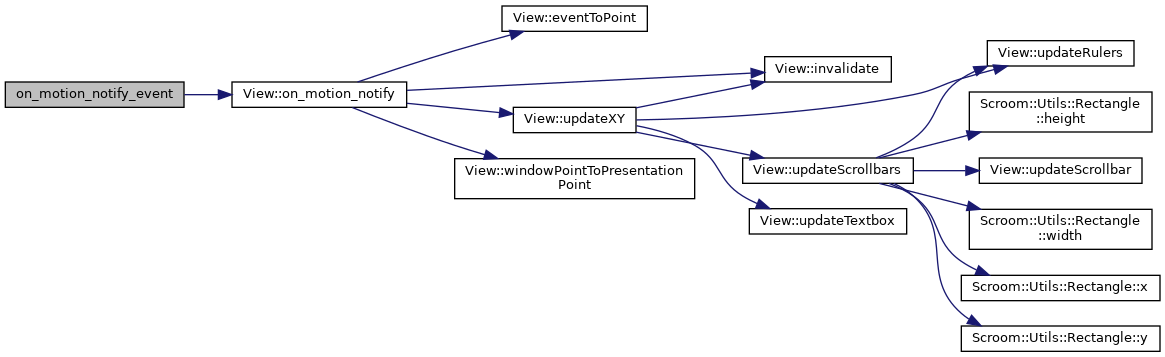 on_motion_notify_event
View::on_motion_notify
View::eventToPoint
View::updateXY
View::windowPointToPresentation
Point
View::invalidate
View::updateScrollbars
View::updateTextbox
View::updateRulers
Scroom::Utils::Rectangle
::height
View::updateScrollbar
Scroom::Utils::Rectangle
::width
Scroom::Utils::Rectangle::x
Scroom::Utils::Rectangle::y